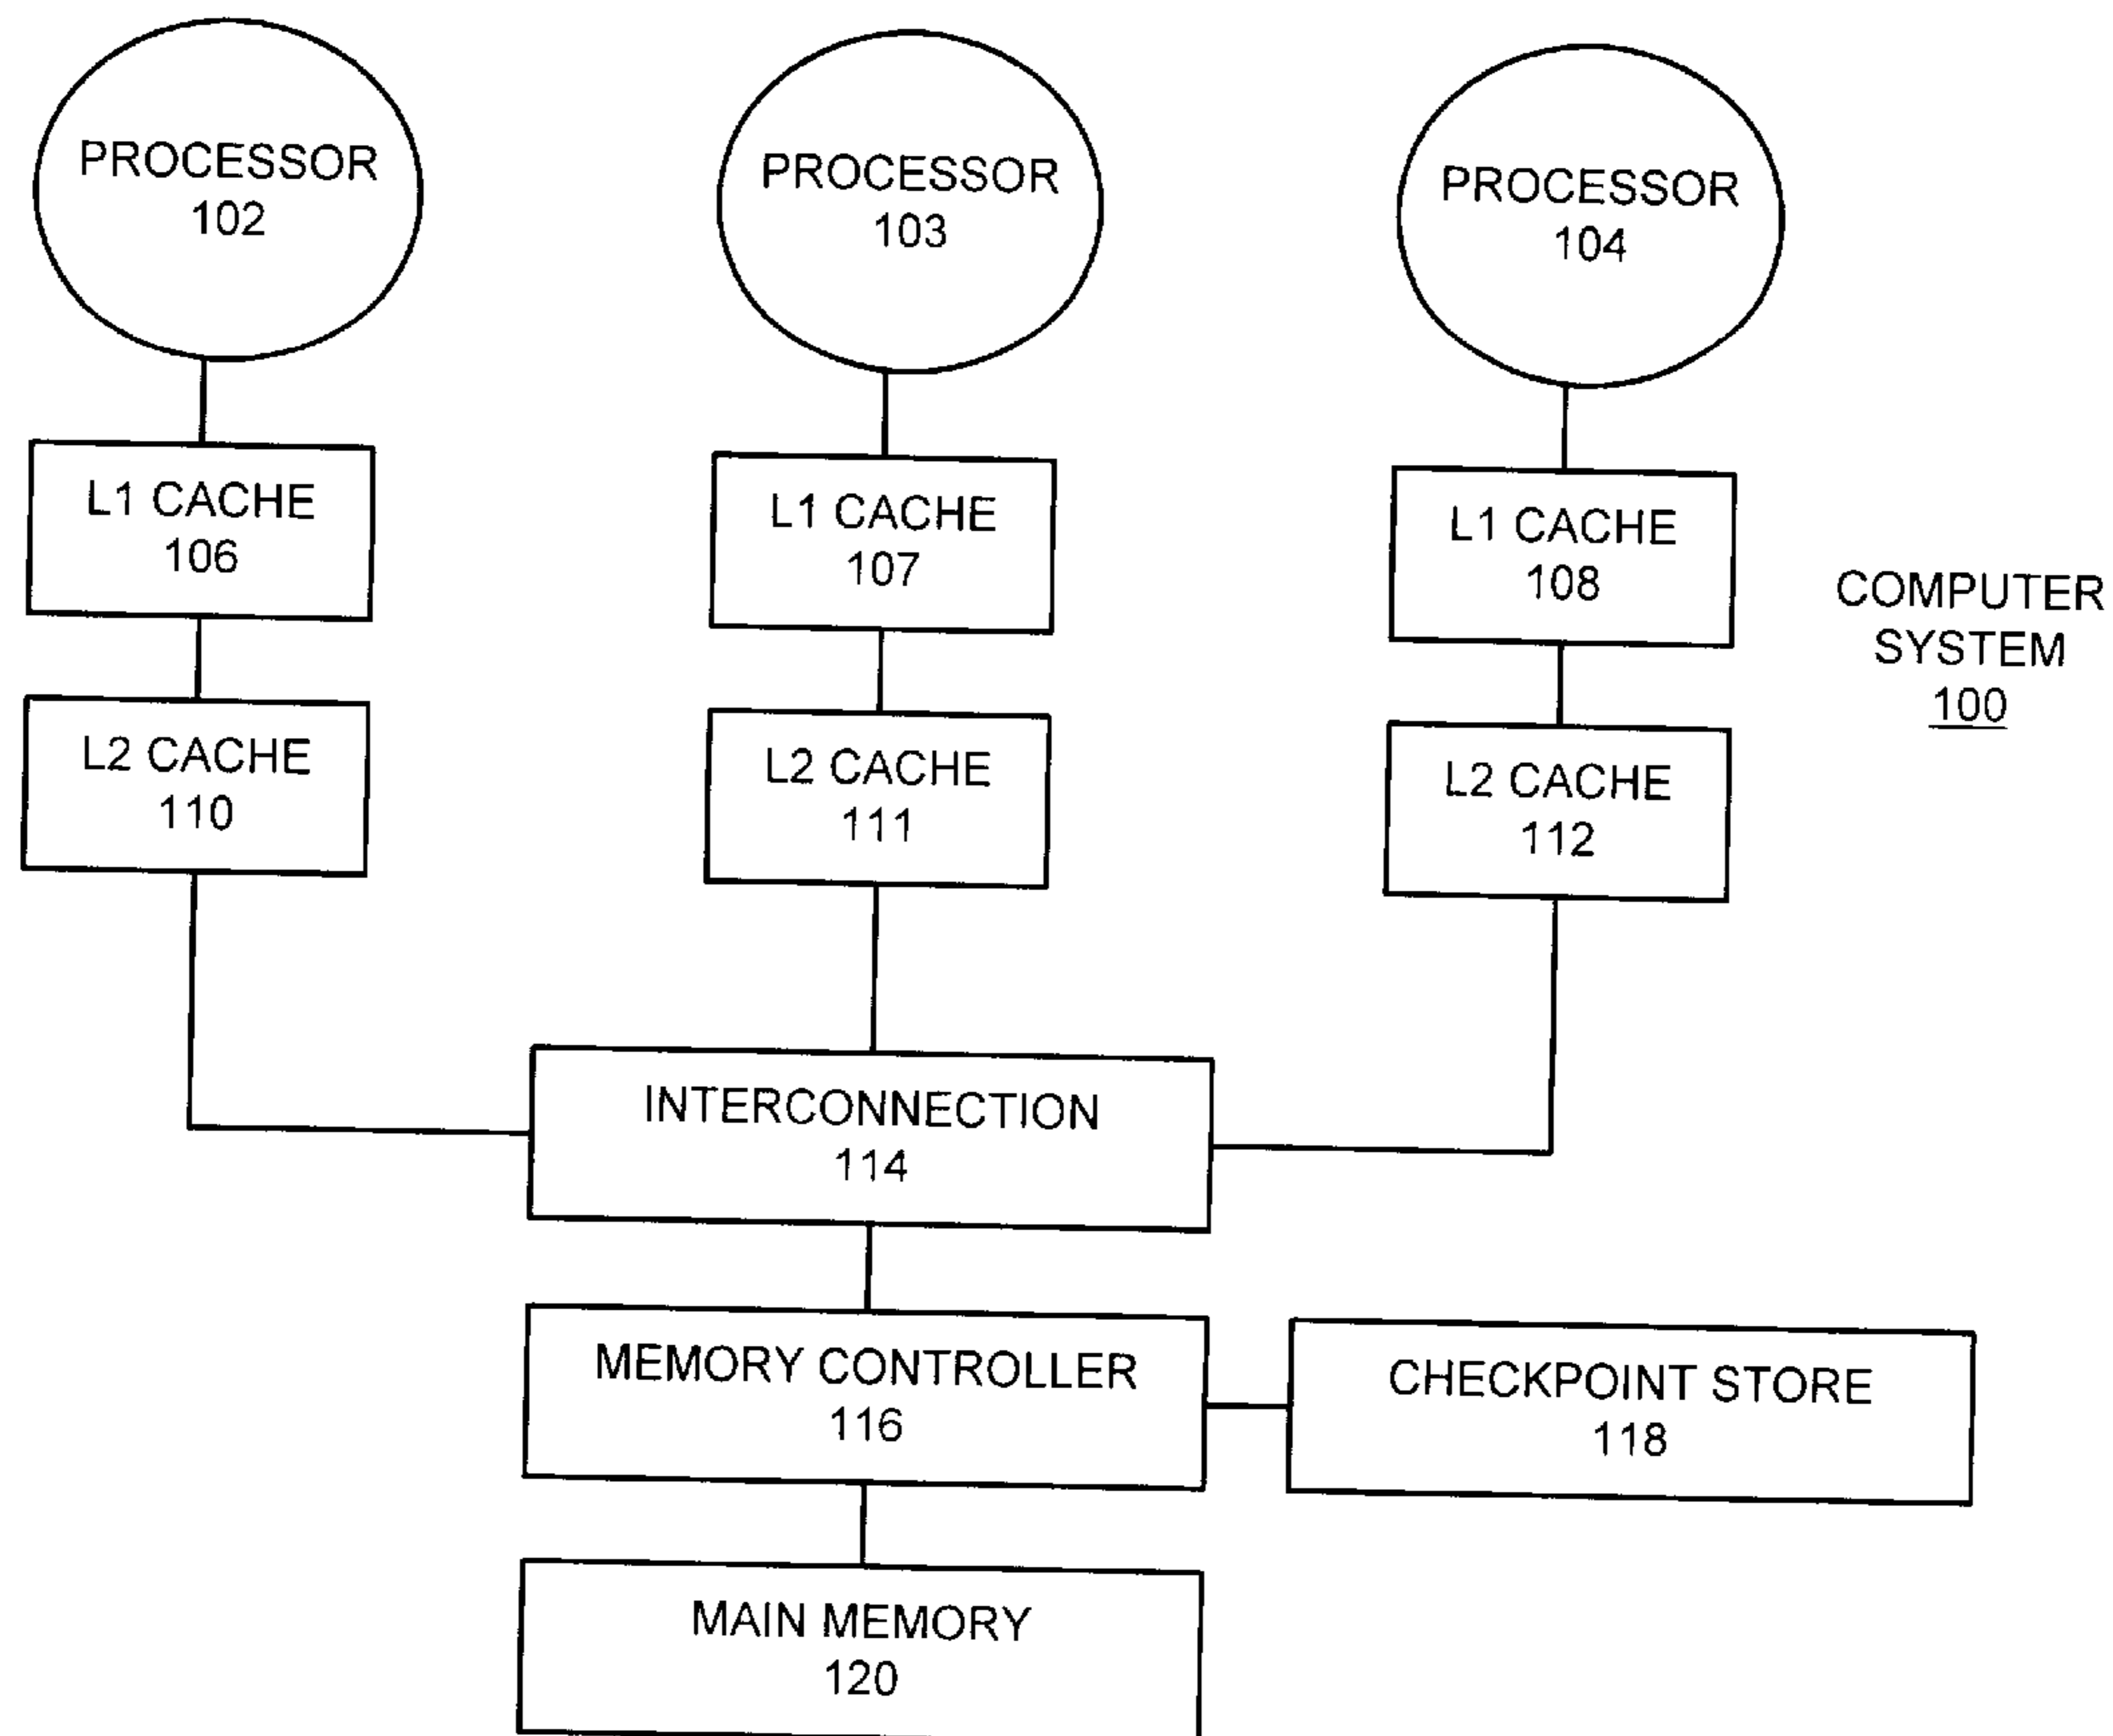 PROCESSOR
102
PROCESSOR
103
PROCESSOR
104
L1 CACHE
106
L1 CACHE
107
L1 CACHE
108
COMPUTER
SYSTEM
100
L2 CACHE
110
L2 CACHE
111
L2 CACHE
112
INTERCONNECTION
114
MEMORY CONTROLLER
116
CHECKPOINT STORE
118
MAIN MEMORY
120